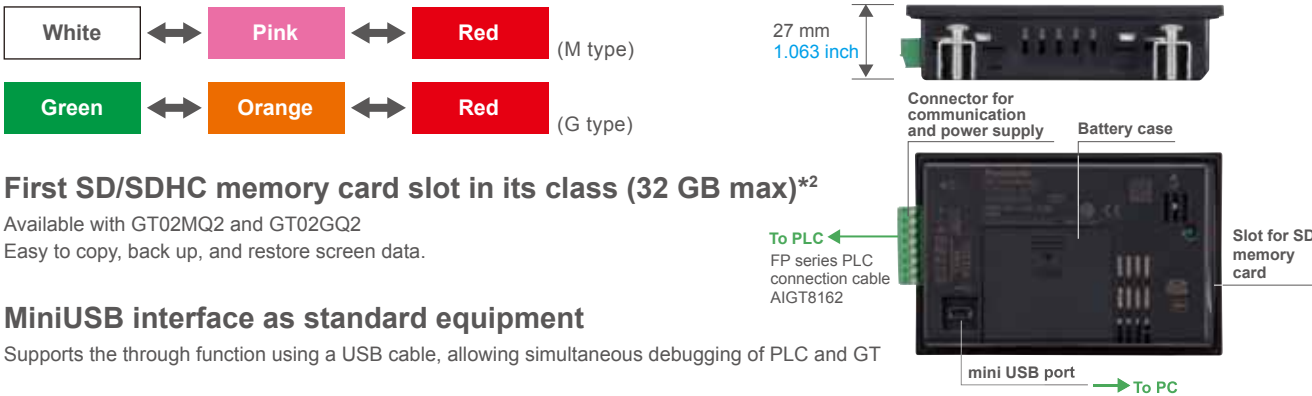 White
Pink
Red
(M type)
Green
Orange
Red
(G type)
First SD/SDHC memory card slot in its class (32 GB max)*2
Available with GT02MQ2 and GT02GQ2
Easy to copy, back up, and restore screen data.
MiniUSB interface as standard equipment
Supports the through function using a USB cable, allowing simultaneous debugging of PLC and GT
27 mm
1.063 inch
Connector for
communication
and power supply
Battery case
To PLC
FP series PLC
connection cable
AIGT8162
Slot for SD
memory
card
mini USB port
To PC